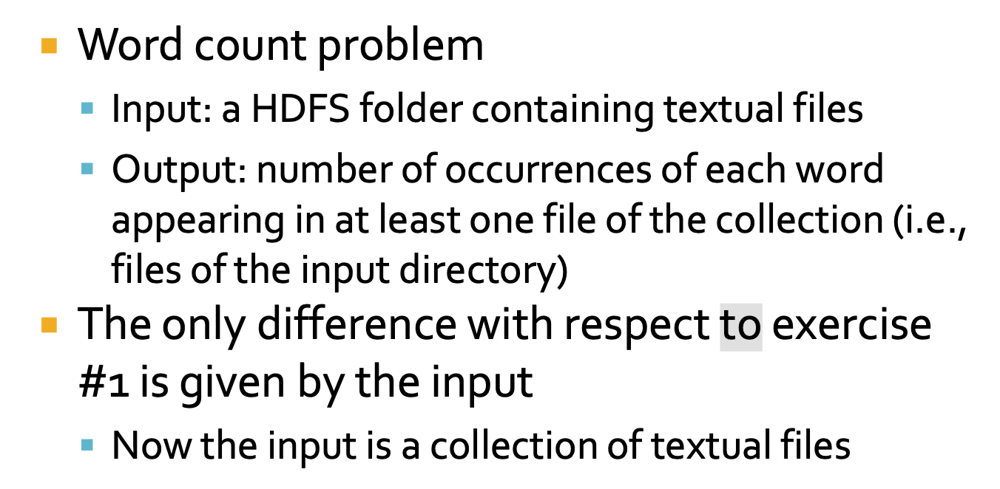 Word count problem
Input: a HDFS folder containing textual files
Output: number of occurrences of each word
appearing in at least one file of the collection (i.e.,
files of the input directory)
The only difference with respect to exercise
#1 is given by the input
Now the input is a collection of textual files